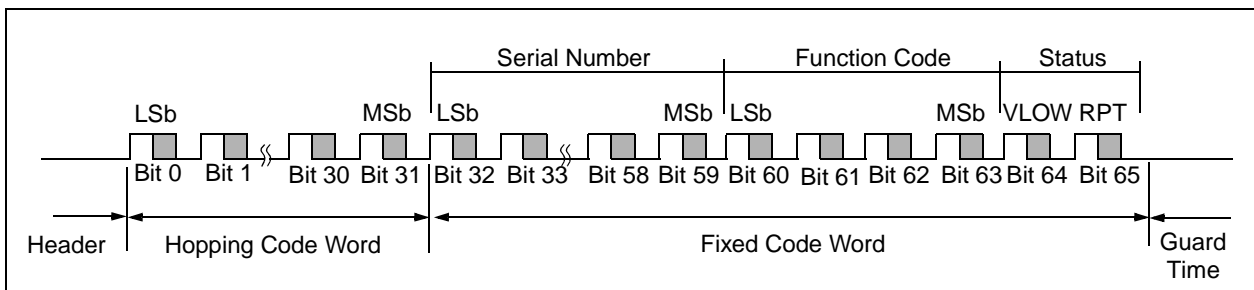 Serial Number Function Code Status
LSb MSb LSb MSb LSb MSb VLOW RPT
Bit 0 Bit 1 Bit 30 Bit 31 Bit 32 Bit 33 Bit 58 Bit 59 Bit 60 Bit 61 Bit 62 Bit 63 Bit 64 Bit 65
Header Hopping Code Word Fixed Code Word Guard
Time